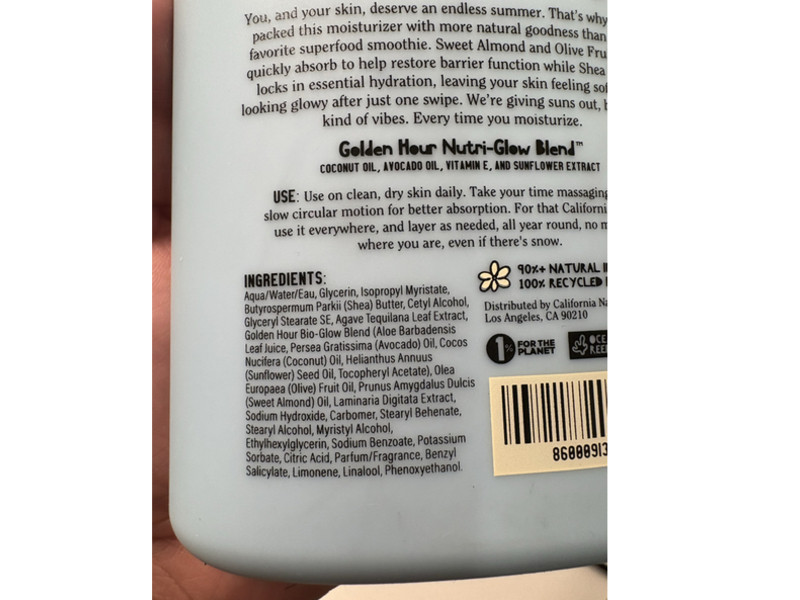 You, and your skin, deserve an endless summer. That's why
packed this moisturizer with more natural goodness than
favorite superfood smoothie. Sweet Almond and Olive Fru
quickly absorb to help restore barrier function while Shea
locks in essential hydration, leaving your skin feeling sof
looking glowy after just one swipe. We're giving suns out, b
kind of vibes. Every time you moisturize.
Golden Hour Nutri-Glow Blend™
COCONUT OIL, AVOCADO OIL, VITAMIN E, AND SUNFLOWER EXTRACT
USE: Use on clean, dry skin daily. Take your time massaging
slow circular motion for better absorption. For that Californi
use it everywhere, and layer as needed, all year round, no m
where you are, even if there's snow.
INGREDIENTS:
Aqua/Water/Eau, Glycerin, Isopropyl Myristate,
Butyrospermum Parkii (Shea) Butter, Cetyl Alcohol,
Glyceryl Stearate SE, Agave Tequilana Leaf Extract,
Golden Hour Bio-Glow Blend (Aloe Barbadensis
Leaf Juice, Persea Gratissima (Avocado) Oil, Cocos
Nucifera (Coconut) Oil, Helianthus Annuus
(Sunflower) Seed Oil, Tocopheryl Acetate), Olea
Europaea (Olive) Fruit Oil, Prunus Amygdalus Dulcis
(Sweet Almond) Oil, Laminaria Digitata Extract,
Sodium Hydroxide, Carbomer, Stearyl Behenate,
Stearyl Alcohol, Myristyl Alcohol,
Ethylhexylglycerin, Sodium Benzoate, Potassium
Sorbate, Citric Acid, Parfum/Fragrance, Benzyl
Salicylate, Limonene, Linalool, Phenoxyethanol.
90%+ NATURAL I
100% RECYCLED
Distributed by California Na
Los Angeles, CA 90210
1% FOR THE
PLANET
OCE
REE
86000913